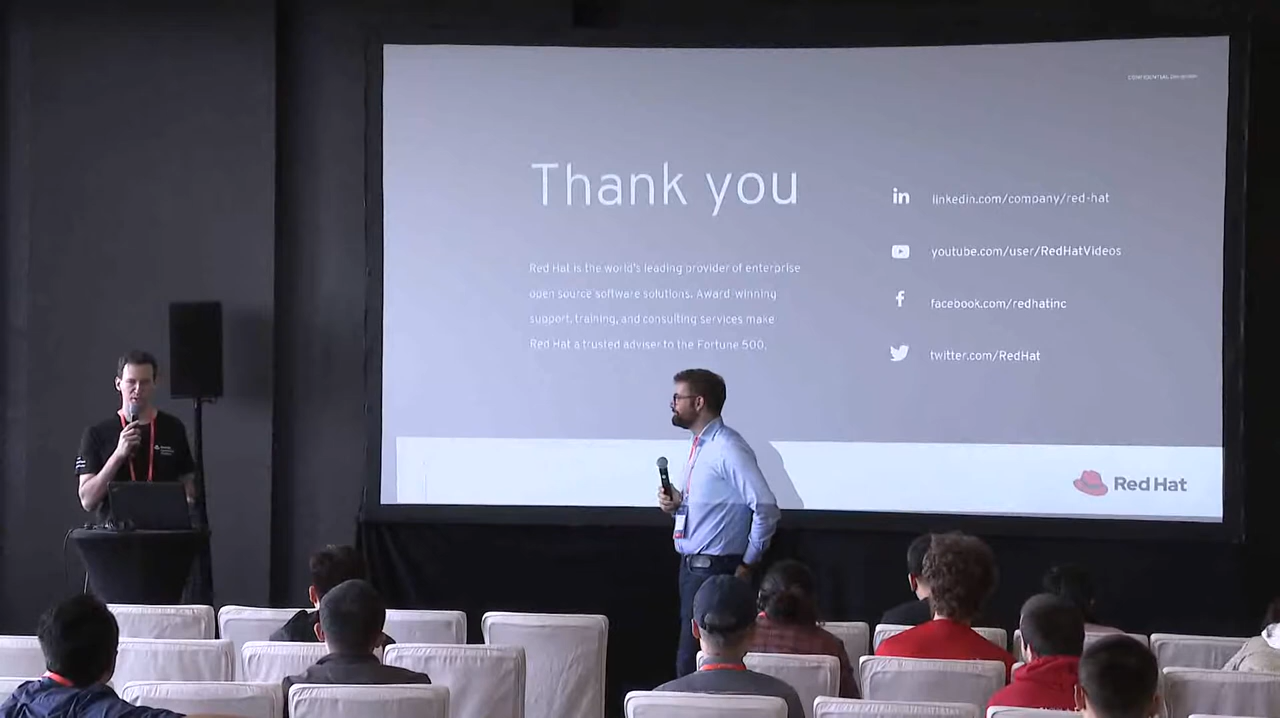 CONFIDENTIAL
Thank you
Red Hat is the world's leading provider of enterprise
open source software solutions. Award-winning
support, training, and consulting services make
Red Hat a trusted adviser to the Fortune 500.
in
linkedin.com/company/red-hat
youtube.com/user/RedHatVideos
f
facebook.com/redhatinc
twitter.com/RedHat
Red Hat